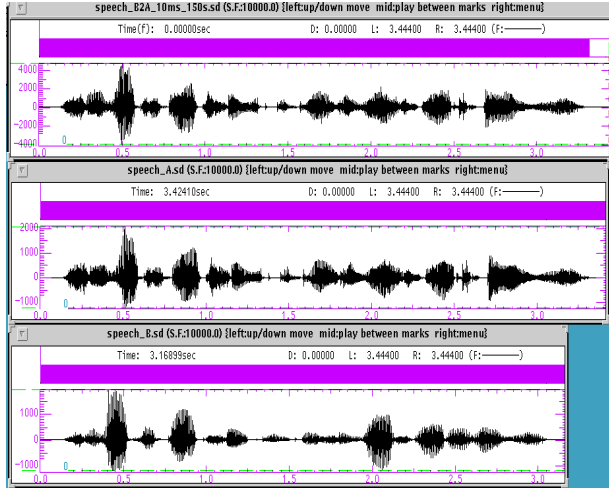 speech_B2A_10ms_150s.sd (S.F.:10000.0) {left:up/down move mid:play between marks right:menu}
Time(f): 0.00000sec D: 0.00000 L: 3.44400 R: 3.44400 (F:———)
4000
2000
0
-2000
-4000
0
0.0 0.5 1.0 1.5 2.0 2.5 3.0
speech_A.sd (S.F.:10000.0) {left:up/down move mid:play between marks right:menu}
Time: 3.42410sec D: 0.00000 L: 3.44400 R: 3.44400 (F:———)
2000
1000
0
-1000
0
0.0 0.5 1.0 1.5 2.0 2.5 3.0
speech_B.sd (S.F.:10000.0) {left:up/down move mid:play between marks right:menu}
Time: 3.16899sec D: 0.00000 L: 3.44400 R: 3.44400 (F:———)
1000
0
-1000
0
0.0 0.5 1.0 1.5 2.0 2.5 3.0